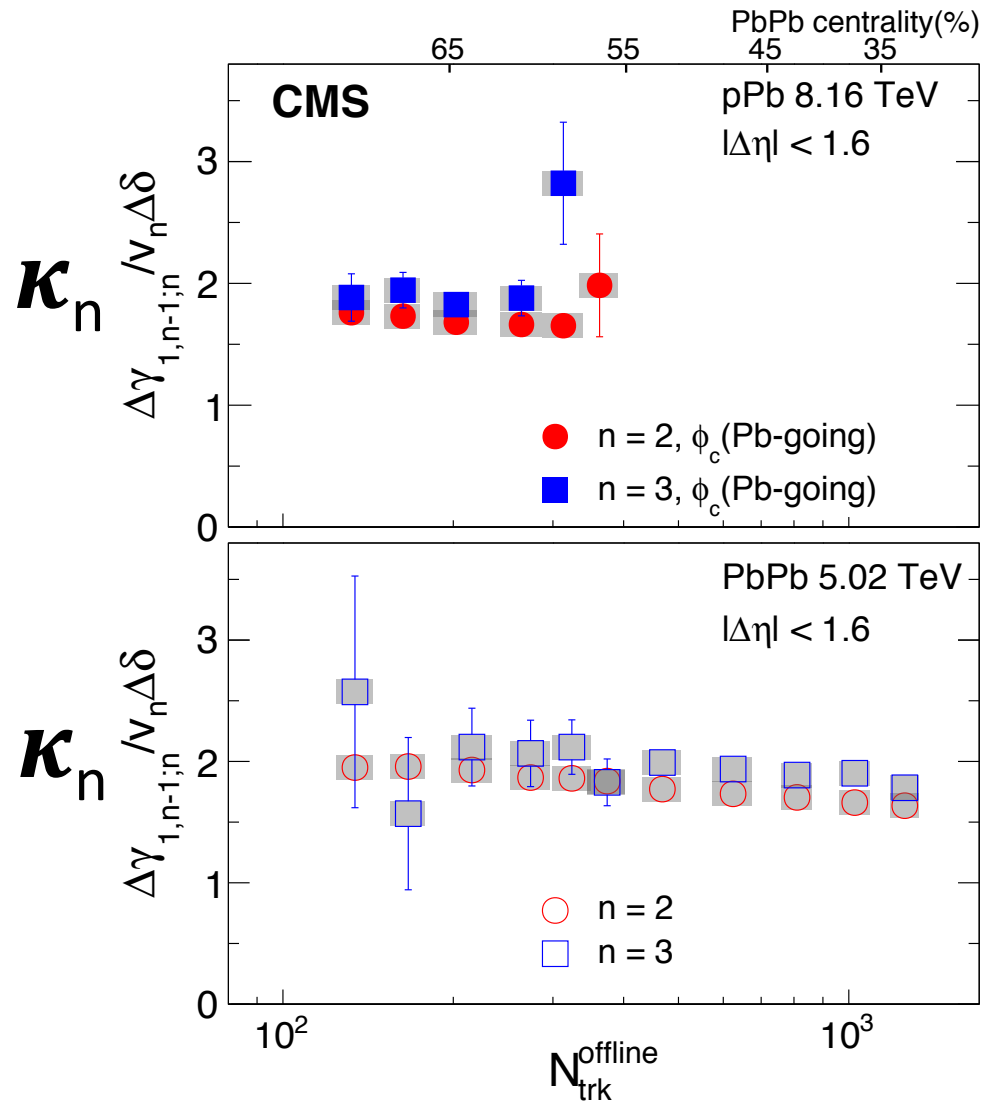 PbPb centrality(%)
65 55 45 35
CMS
pPb 8.16 TeV
|Δη| < 1.6
κn
Δγ1,n-1;n/vnΔδ
3
2
1
0
n = 2, ϕc(Pb-going)
n = 3, ϕc(Pb-going)
PbPb 5.02 TeV
|Δη| < 1.6
κn
Δγ1,n-1;n/vnΔδ
3
2
1
0
n = 2
n = 3
10² 10³
Ntrk^offline